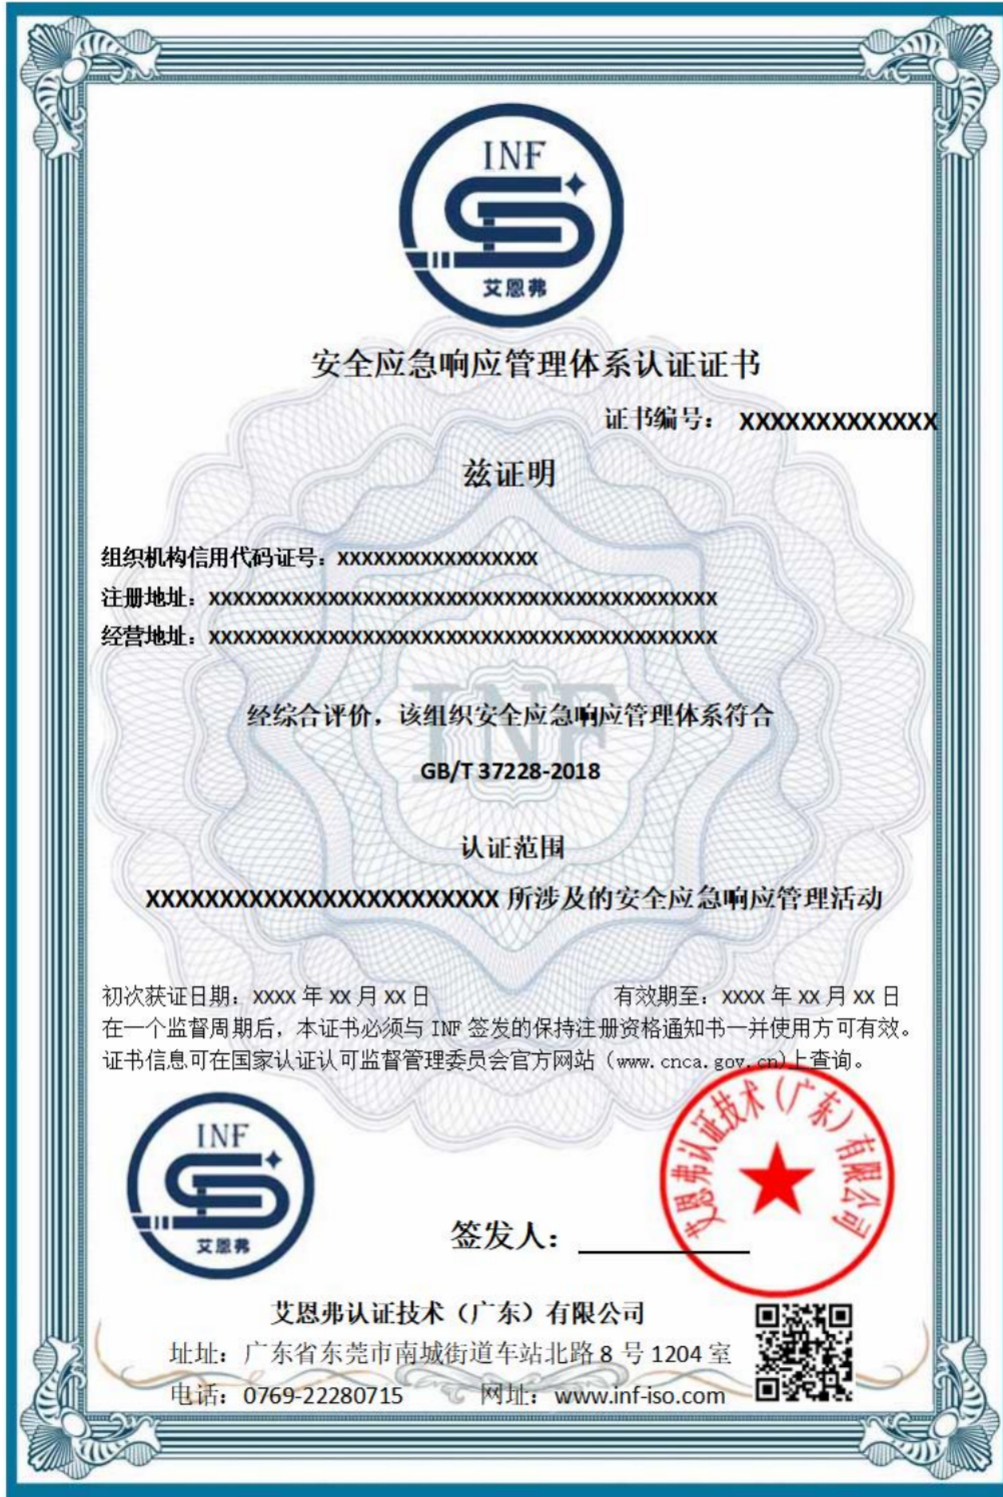 INF
艾恩弗
安全应急响应管理体系认证证书
证书编号： XXXXXXXXXXXXX
兹证明
组织机构信用代码证号：XXXXXXXXXXXXXXXXX
注册地址：XXXXXXXXXXXXXXXXXXXXXXXXXXXXXXXXXXXXXXXXXXX
经营地址：XXXXXXXXXXXXXXXXXXXXXXXXXXXXXXXXXXXXXXXXXXX
INF
经综合评价，该组织安全应急响应管理体系符合
GB/T 37228-2018
认证范围
XXXXXXXXXXXXXXXXXXXXXXXX 所涉及的安全应急响应管理活动
初次获证日期：XXXX 年 XX 月 XX 日 有效期至：XXXX 年 XX 月 XX 日
在一个监督周期后，本证书必须与 INF 签发的保持注册资格通知书一并使用方可有效。
证书信息可在国家认证认可监督管理委员会官方网站（www.cnca.gov.cn)上查询。
INF
艾恩弗
艾恩弗认证技术（广东）有限公司
签发人：
艾恩弗认证技术（广东）有限公司
址址：广东省东莞市南城街道车站北路 8 号 1204 室
电话：0769-22280715 网址：www.inf-iso.com